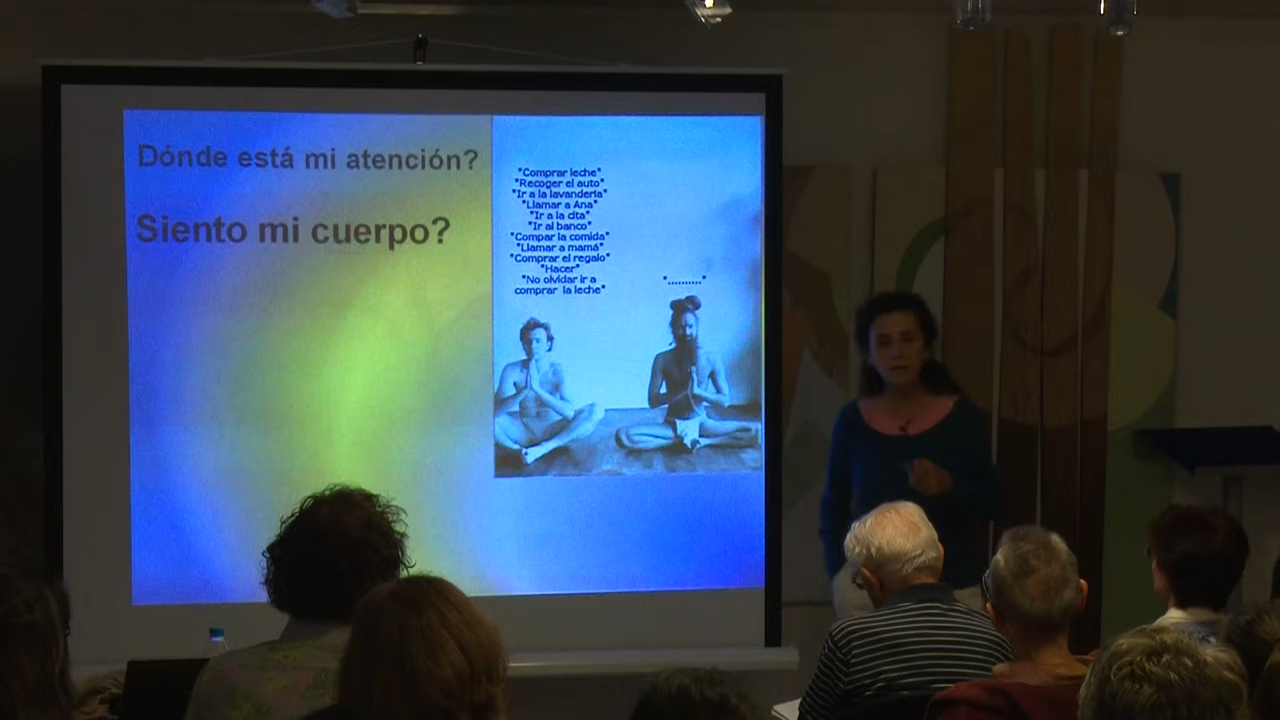 Dónde está mi atención?
Siento mi cuerpo?
"Comprar leche"
"Recoger el auto"
"Ir a la lavandería"
"Llamar a Ana"
"Ir a la cita"
"Ir al banco"
"Compar la comida"
"Llamar a mamá"
"Comprar el regalo"
"Hacer"
"No olvidar ir a
comprar la leche"
".........."